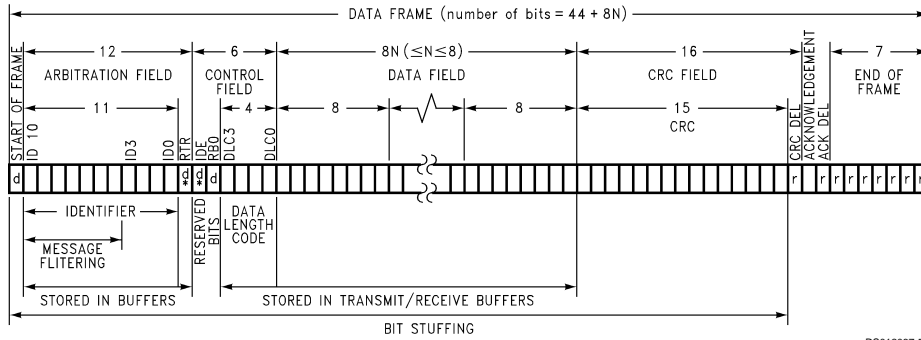 DATA FRAME (number of bits = 44 + 8N)
12
ARBITRATION FIELD
11
6
CONTROL
FIELD
4
8N (≤N≤8)
DATA FIELD
8
8
16
CRC FIELD
15
CRC
7
END OF
FRAME
START OF FRAME
ID 10
ID3
ID0
RTR
IDE
RB0
DLC3
DLC0
CRC DEL
ACKNOWLEDGEMENT
ACK DEL
d d* d* d r r r r r r r r r
IDENTIFIER
MESSAGE
FLITERING
RESERVED
BITS
DATA
LENGTH
CODE
STORED IN BUFFERS
STORED IN TRANSMIT/RECEIVE BUFFERS
BIT STUFFING